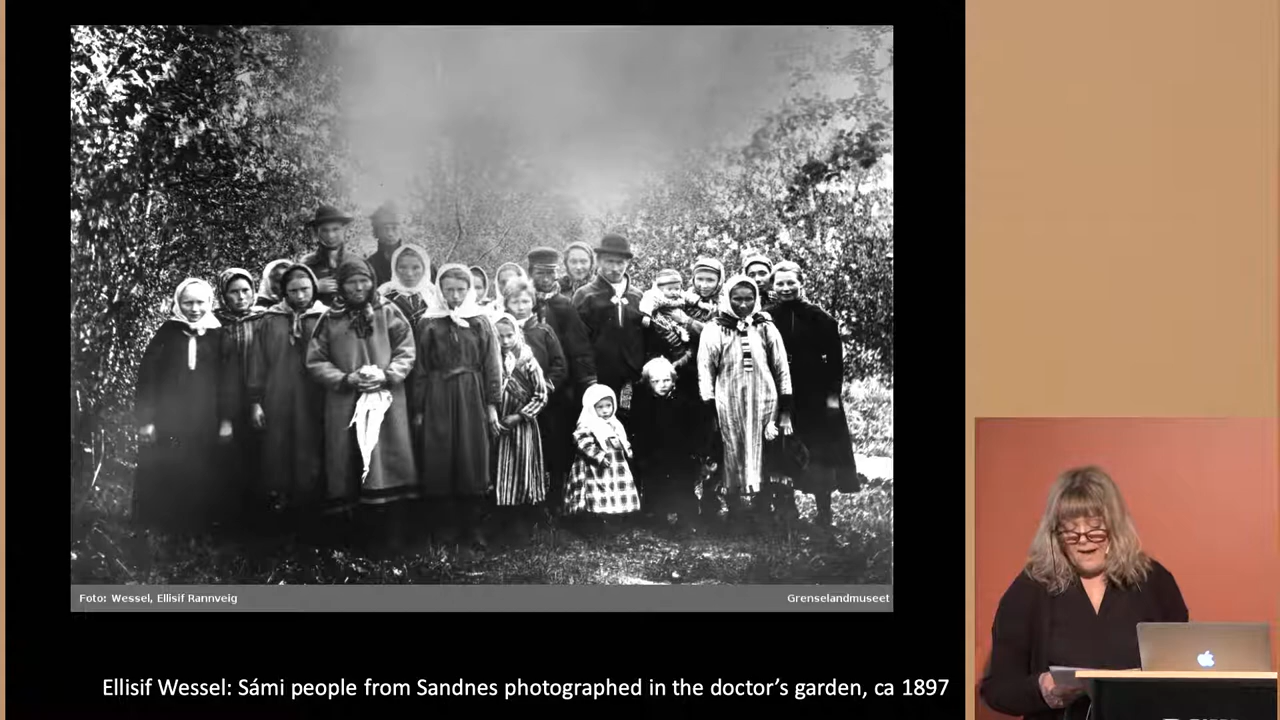 Foto: Wessel, Ellisif Rannveig
Grenselandmuseet
Ellisif Wessel: Sámi people from Sandnes photographed in the doctor's garden, ca 1897